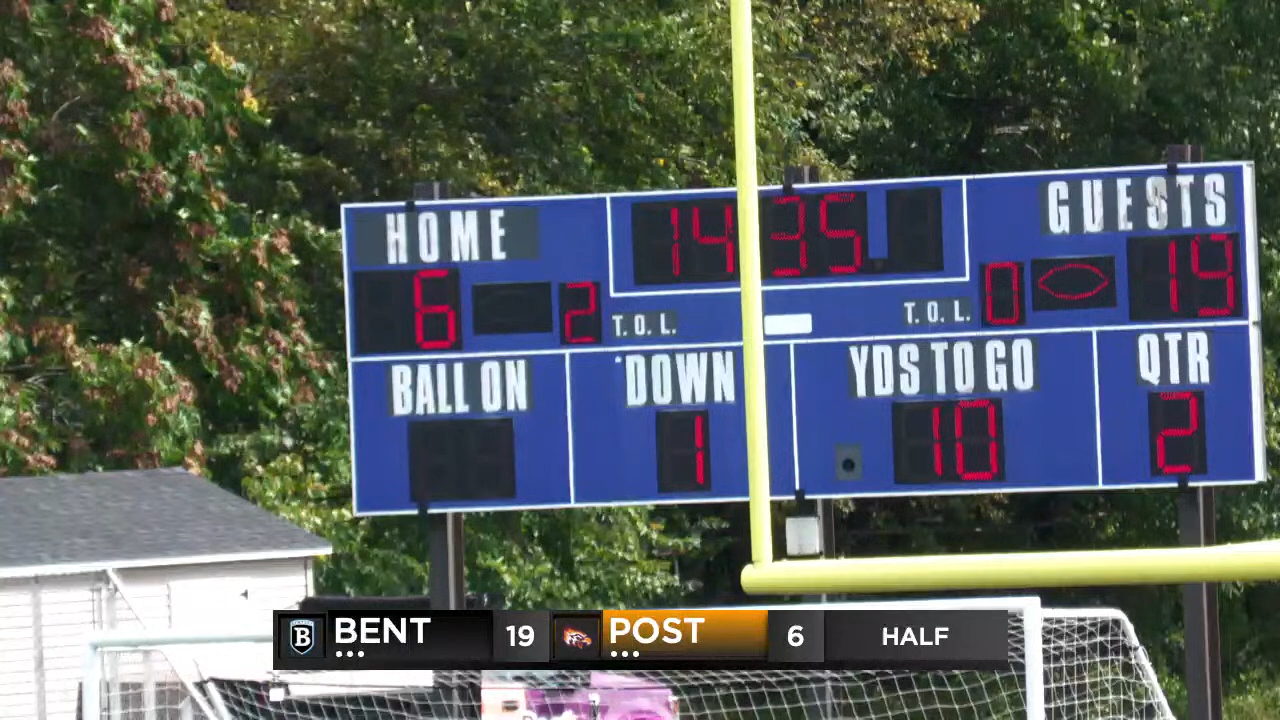 HOME
14 35
GUESTS
6
2
T. O. L.
T. O. L.
0
19
BALL ON
DOWN
YDS TO GO
QTR
1
10
2
B BENT 19 POST 6 HALF